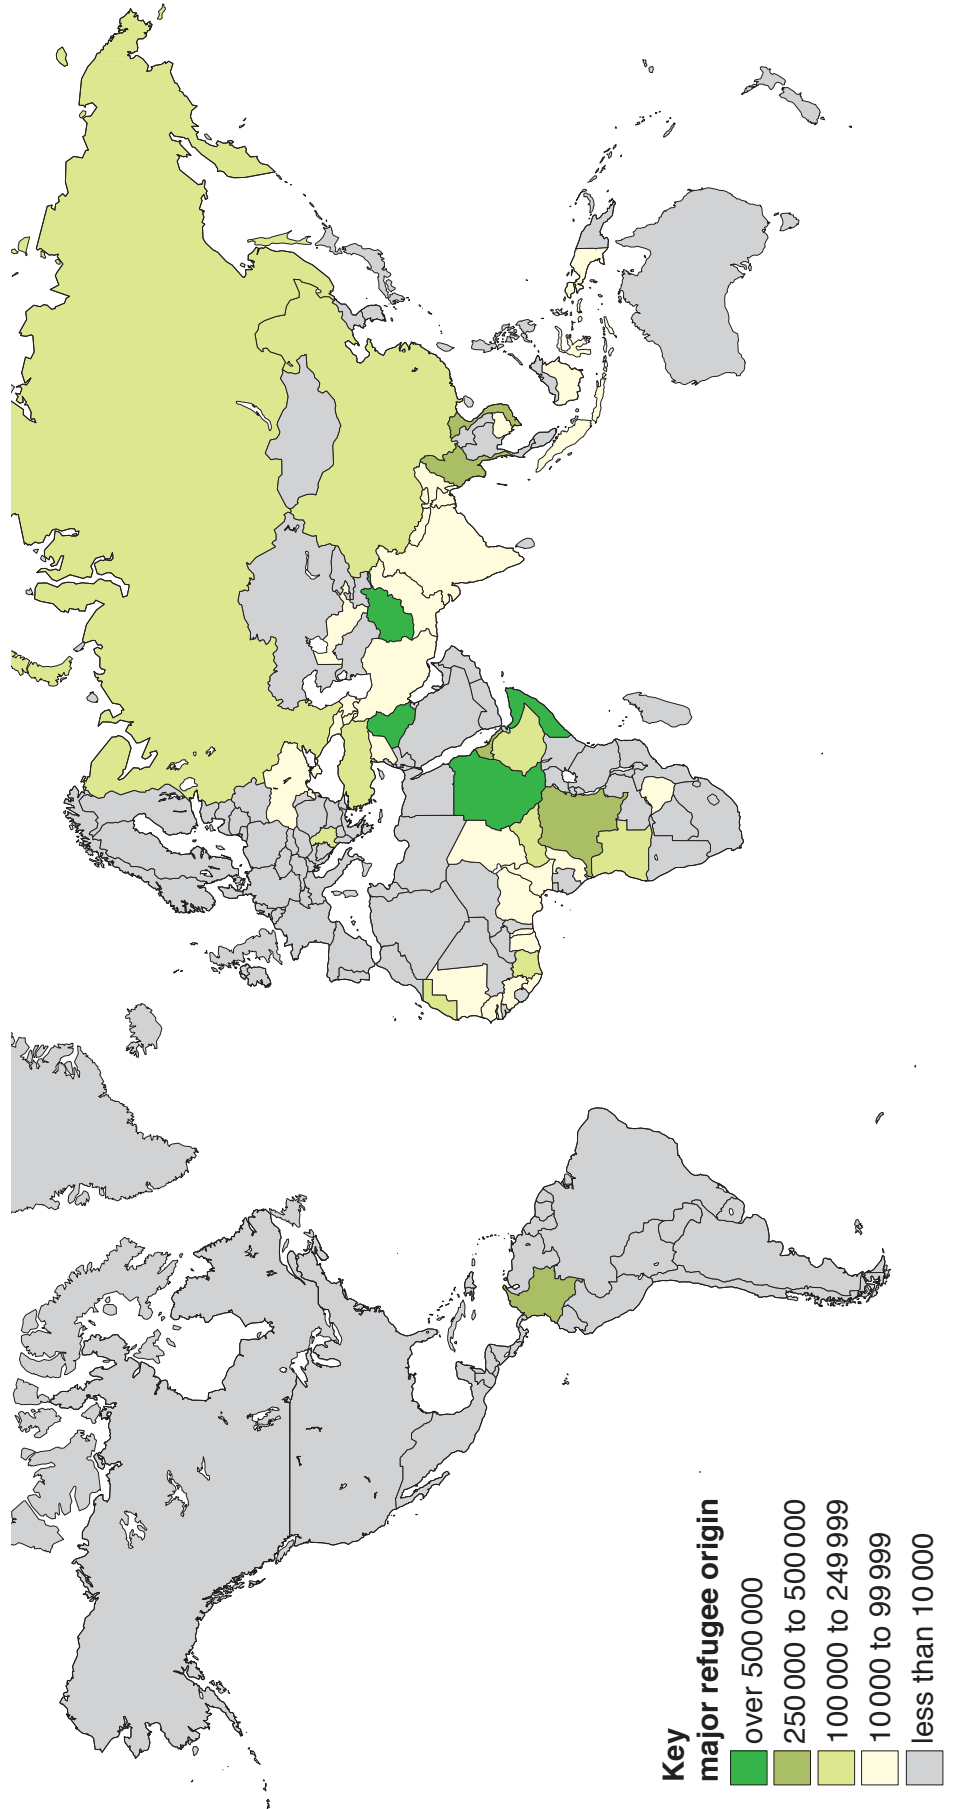 Key
major refugee origin
over 500 000
250 000 to 500 000
100 000 to 249 999
10 000 to 99 999
less than 10 000